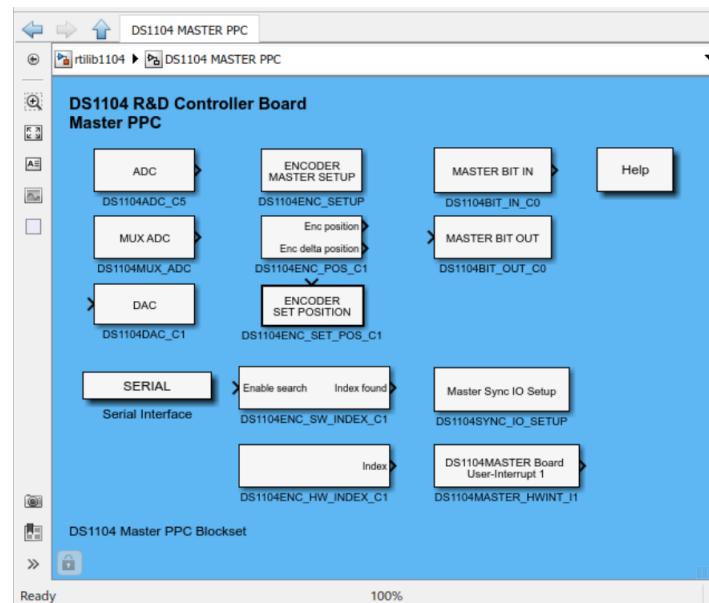 DS1104 MASTER PPC
rtilib1104 DS1104 MASTER PPC
DS1104 R&D Controller Board
Master PPC
ADC
DS1104ADC_C5
ENCODER
MASTER SETUP
DS1104ENC_SETUP
MASTER BIT IN
DS1104BIT_IN_C0
Help
MUX ADC
DS1104MUX_ADC
Enc position
Enc delta position
DS1104ENC_POS_C1
MASTER BIT OUT
DS1104BIT_OUT_C0
DAC
DS1104DAC_C1
ENCODER
SET POSITION
DS1104ENC_SET_POS_C1
SERIAL
Serial Interface
Enable search Index found
DS1104ENC_SW_INDEX_C1
Master Sync IO Setup
DS1104SYNC_IO_SETUP
Index
DS1104ENC_HW_INDEX_C1
DS1104MASTER Board
User-Interrupt 1
DS1104MASTER_HWINT_I1
DS1104 Master PPC Blockset
Ready 100%